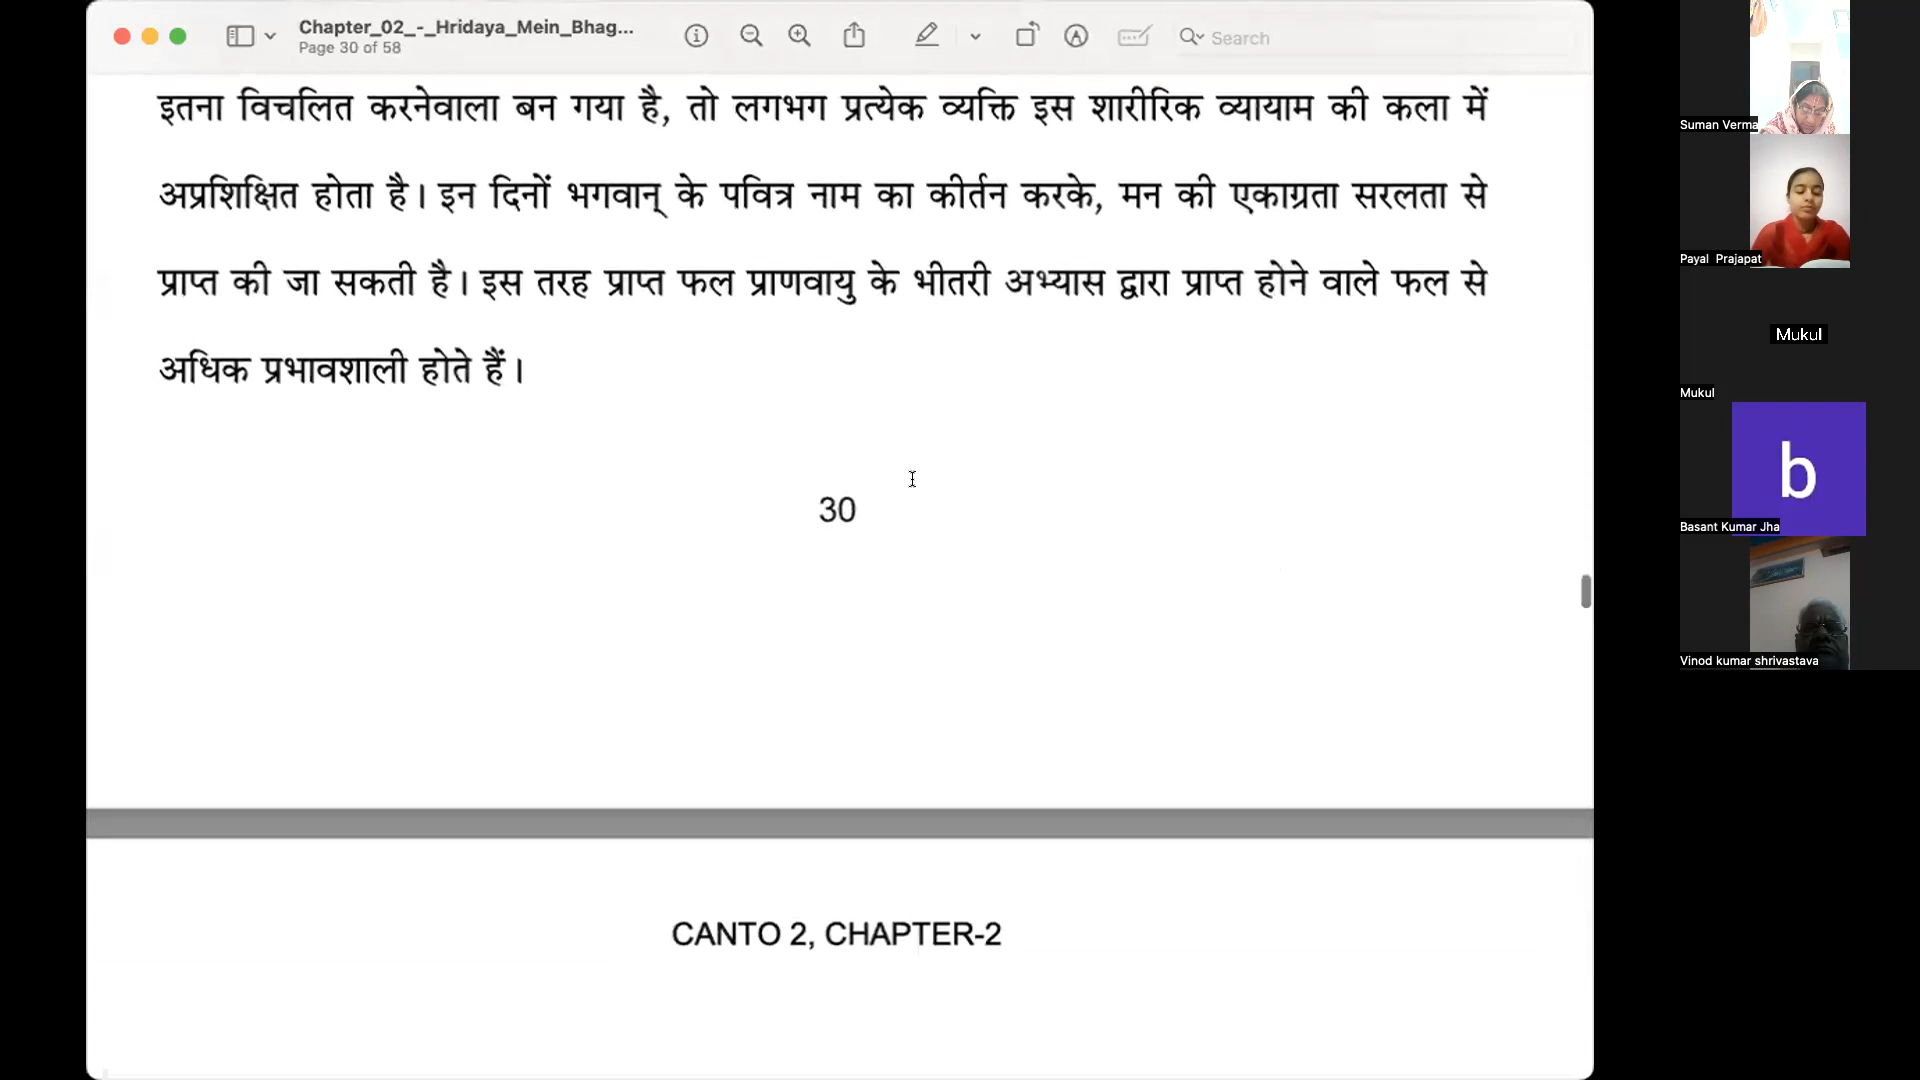 Chapter_02_-_Hridaya_Mein_Bhag...
Page 30 of 58
Search
इतना विचलित करनेवाला बन गया है, तो लगभग प्रत्येक व्यक्ति इस शारीरिक व्यायाम की कला में
अप्रशिक्षित होता है। इन दिनों भगवान् के पवित्र नाम का कीर्तन करके, मन की एकाग्रता सरलता से
प्राप्त की जा सकती है। इस तरह प्राप्त फल प्राणवायु के भीतरी अभ्यास द्वारा प्राप्त होने वाले फल से
अधिक प्रभावशाली होते हैं।
30
CANTO 2, CHAPTER-2
Suman Verma
Payal Prajapat
Mukul
Mukul
b
Basant Kumar Jha
Vinod kumar shrivastava